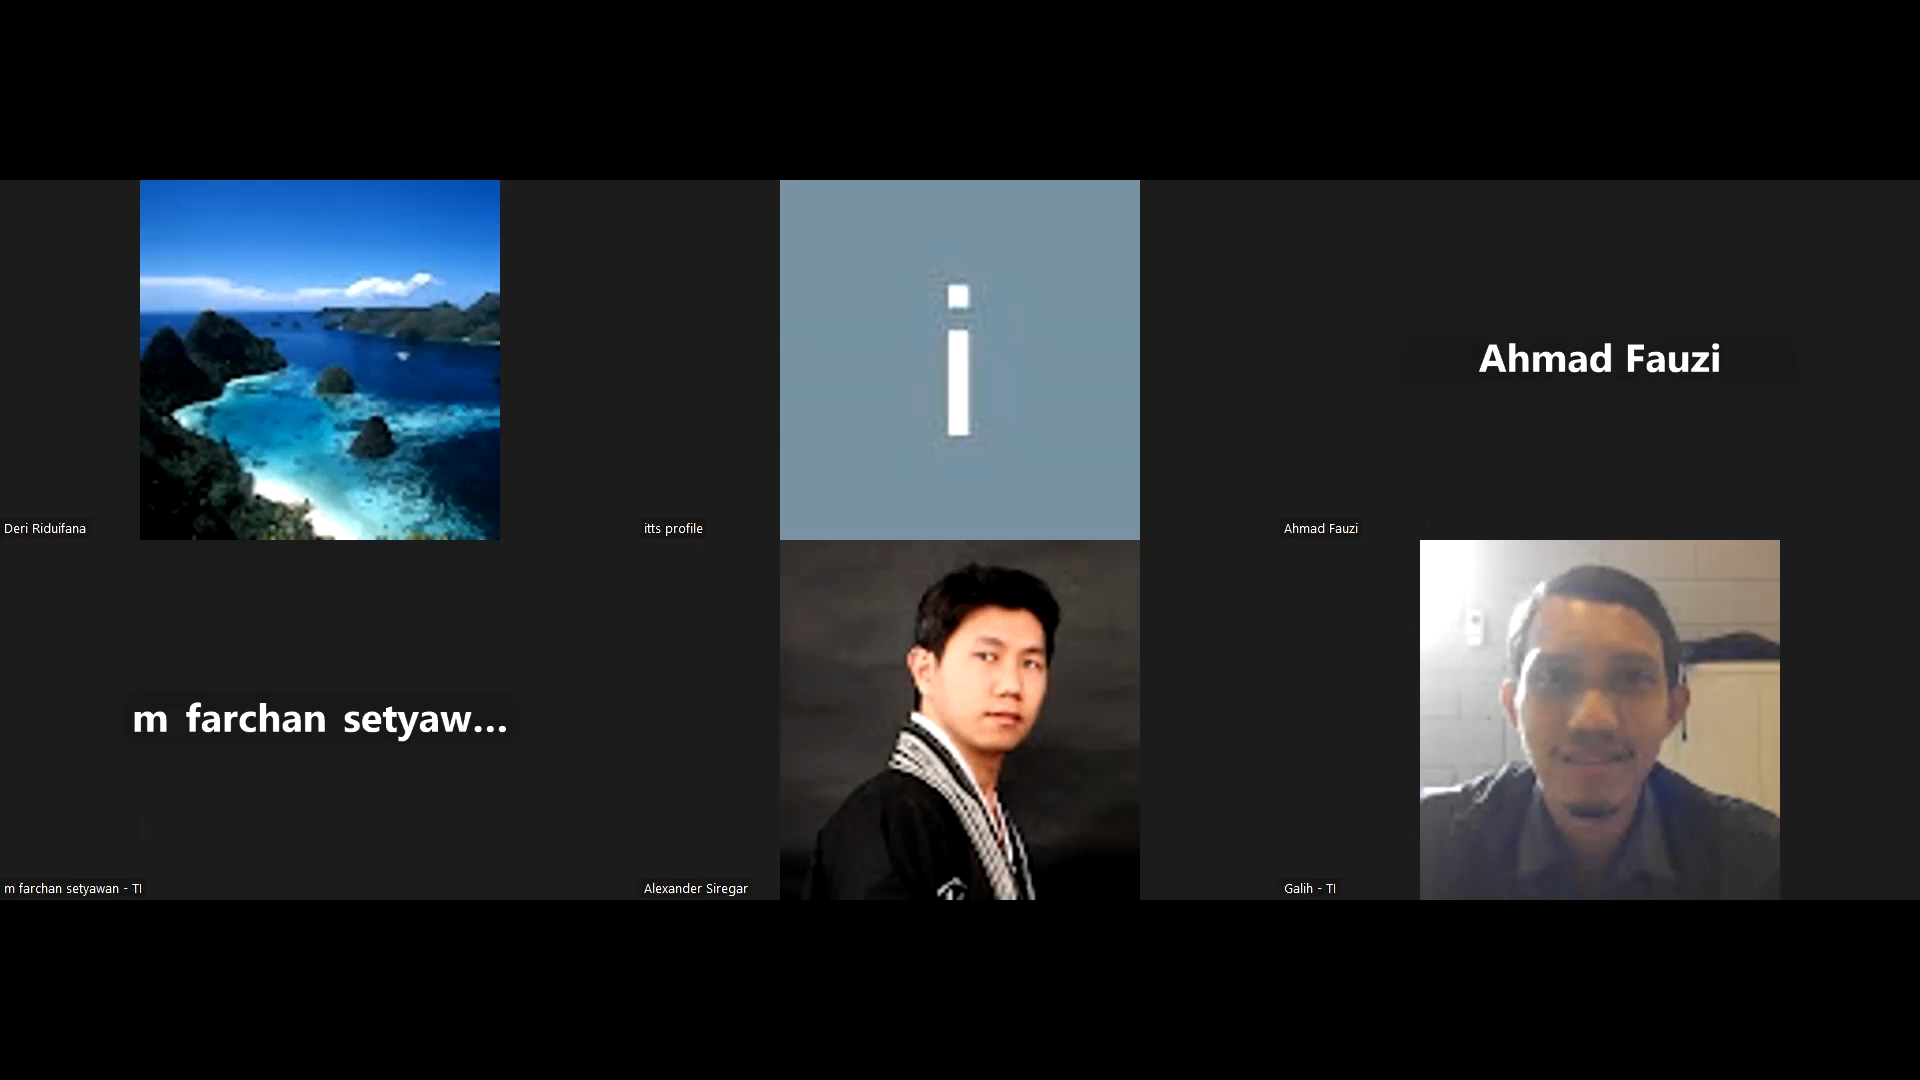 i
Ahmad Fauzi
Deri Riduifana
itts profile
Ahmad Fauzi
m farchan setyaw...
m farchan setyawan - TI
Alexander Siregar
Galih - TI